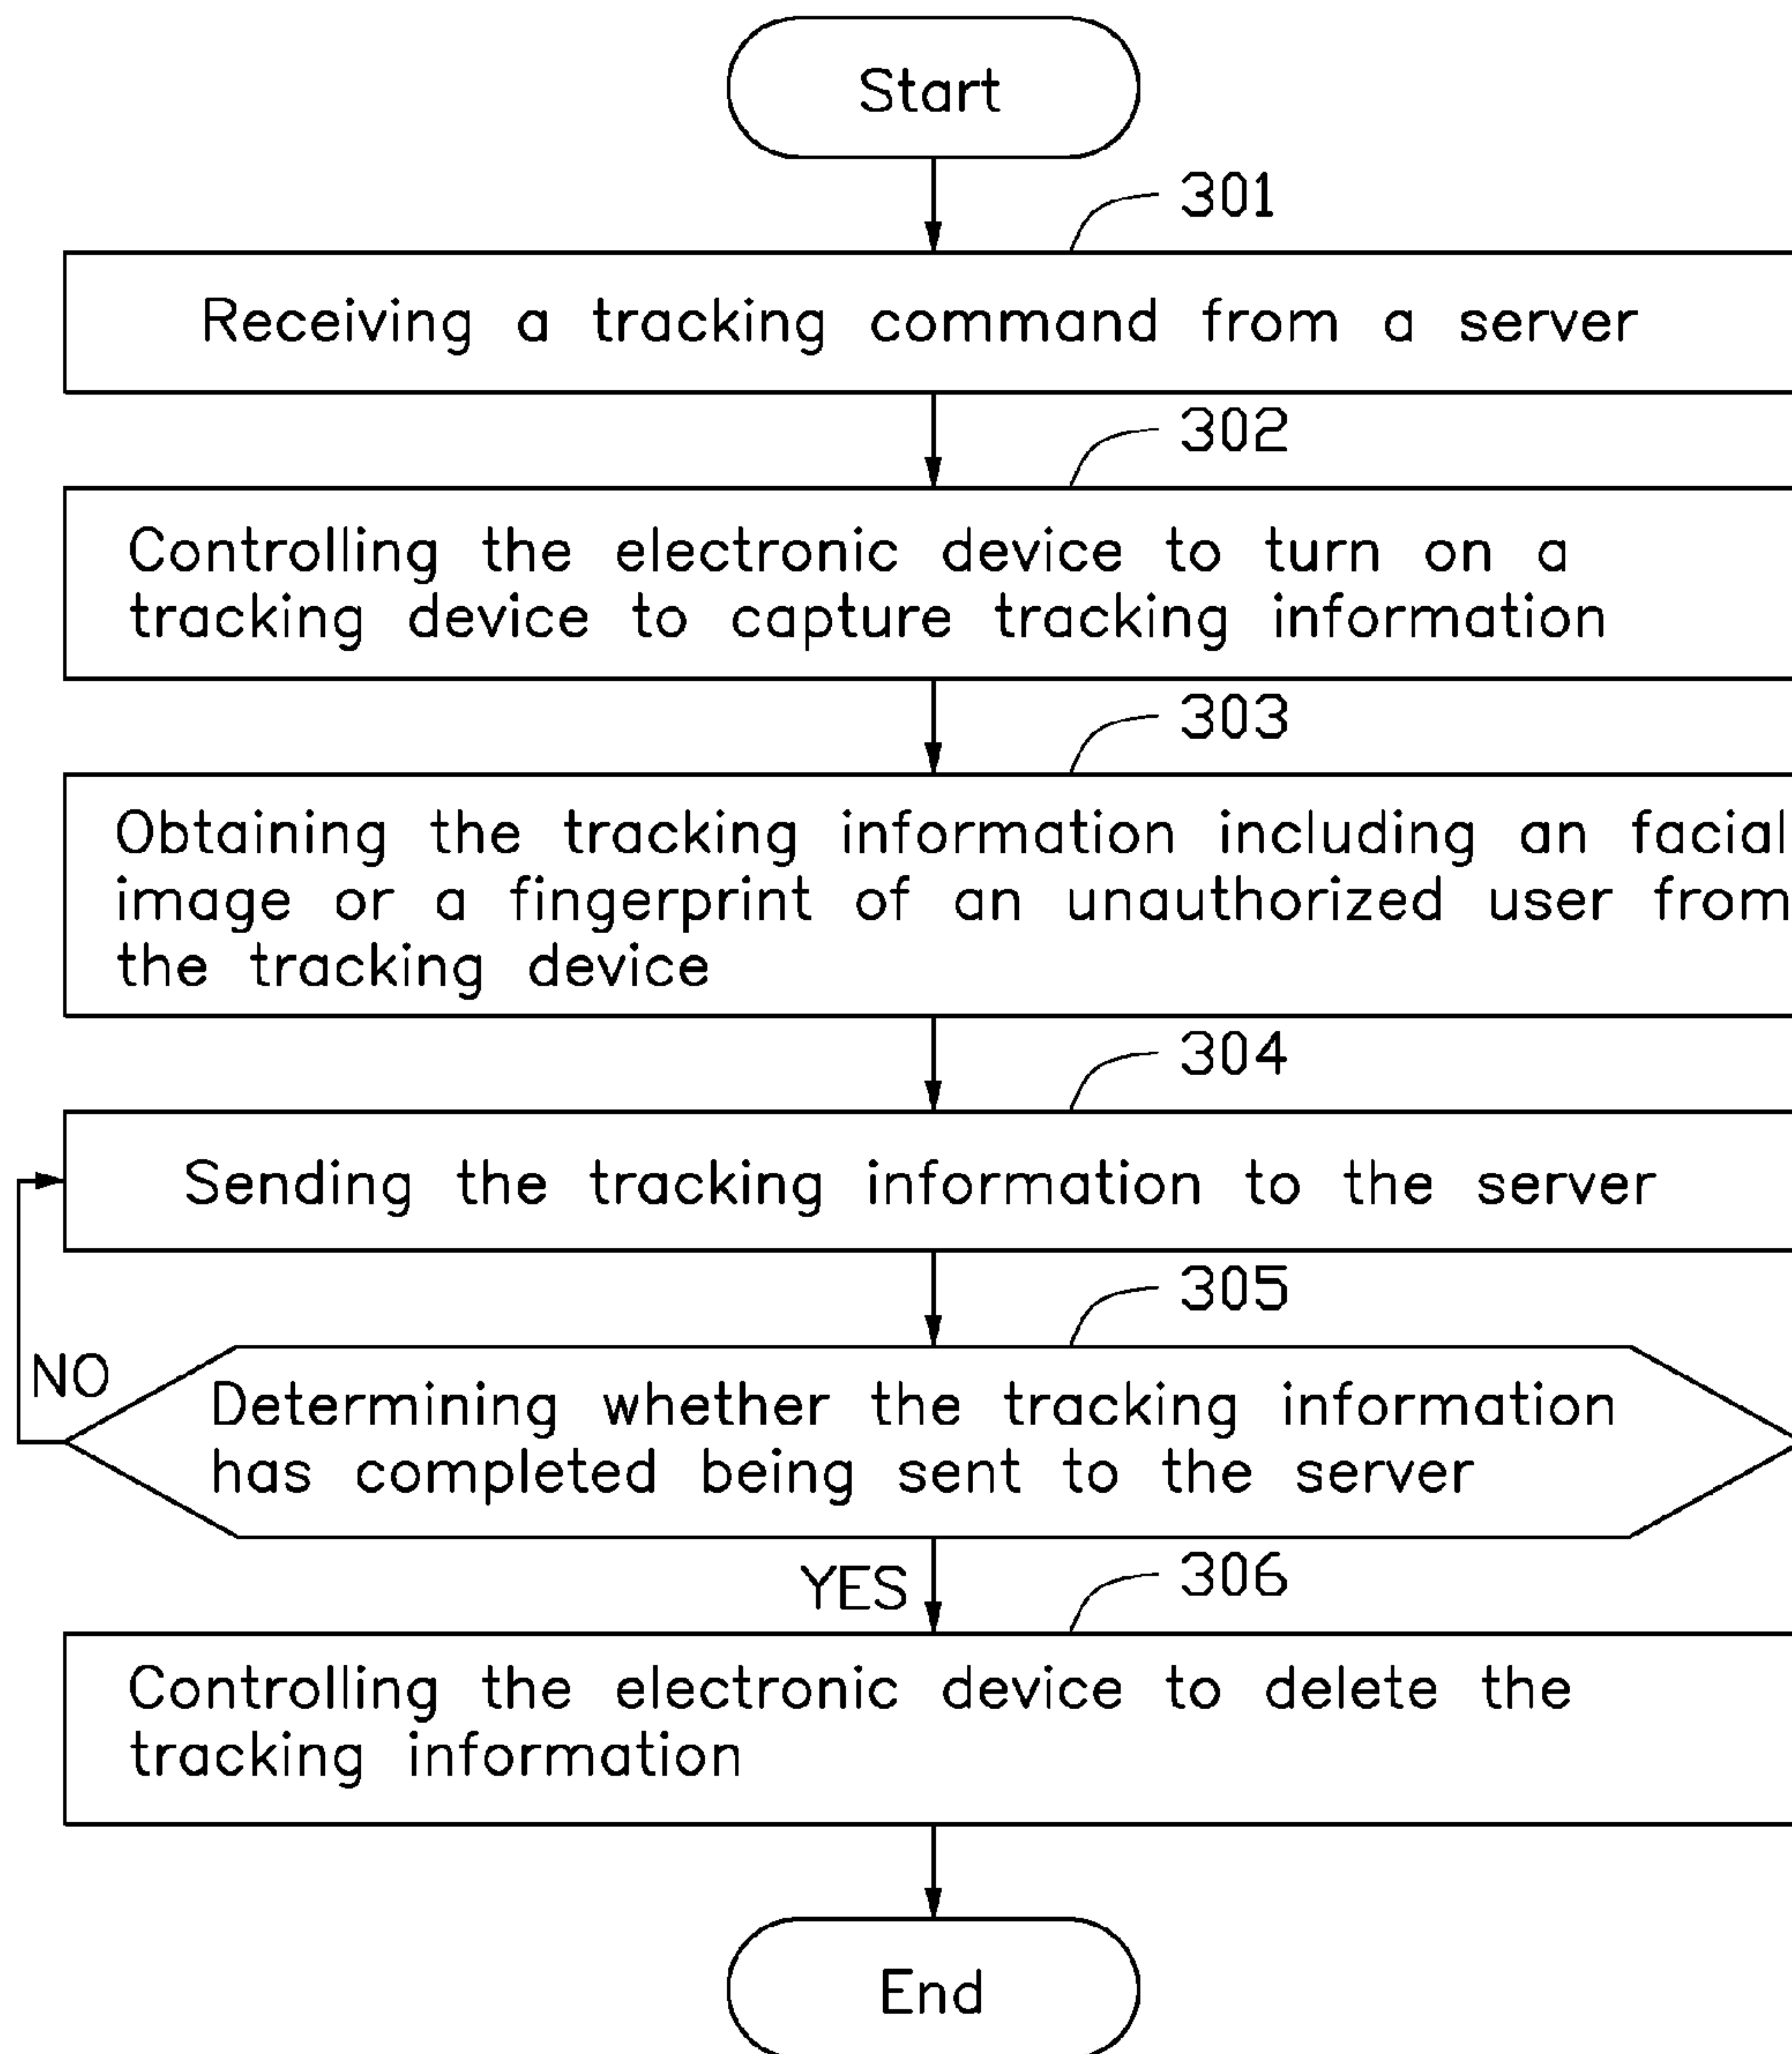 Start
301
Receiving a tracking command from a server
302
Controlling the electronic device to turn on a
tracking device to capture tracking information
303
Obtaining the tracking information including an facial
image or a fingerprint of an unauthorized user from
the tracking device
304
Sending the tracking information to the server
305
NO
Determining whether the tracking information
has completed being sent to the server
YES
306
Controlling the electronic device to delete the
tracking information
End